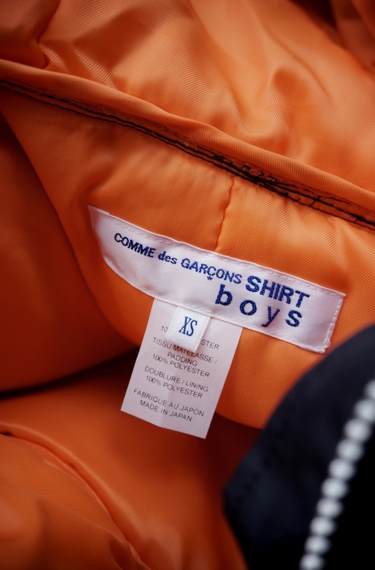 COMME des GARÇONS SHIRT
boys
XS
TISSU MATELASSE /
PADDING
100% POLYESTER
DOUBLURE / LINING
100% POLYESTER
FABRIQUE AU JAPON
MADE IN JAPAN